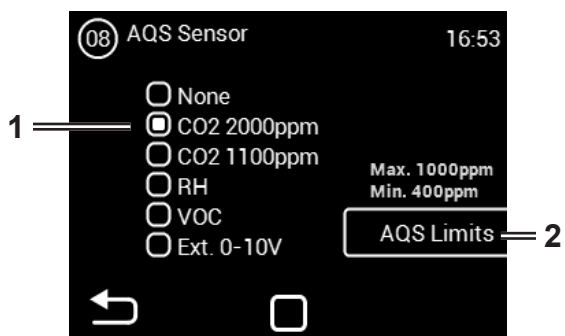 08 AQS Sensor 16:53
None
1 CO2 2000ppm
CO2 1100ppm
RH
VOC
Ext. 0-10V
Max. 1000ppm
Min. 400ppm
AQS Limits 2